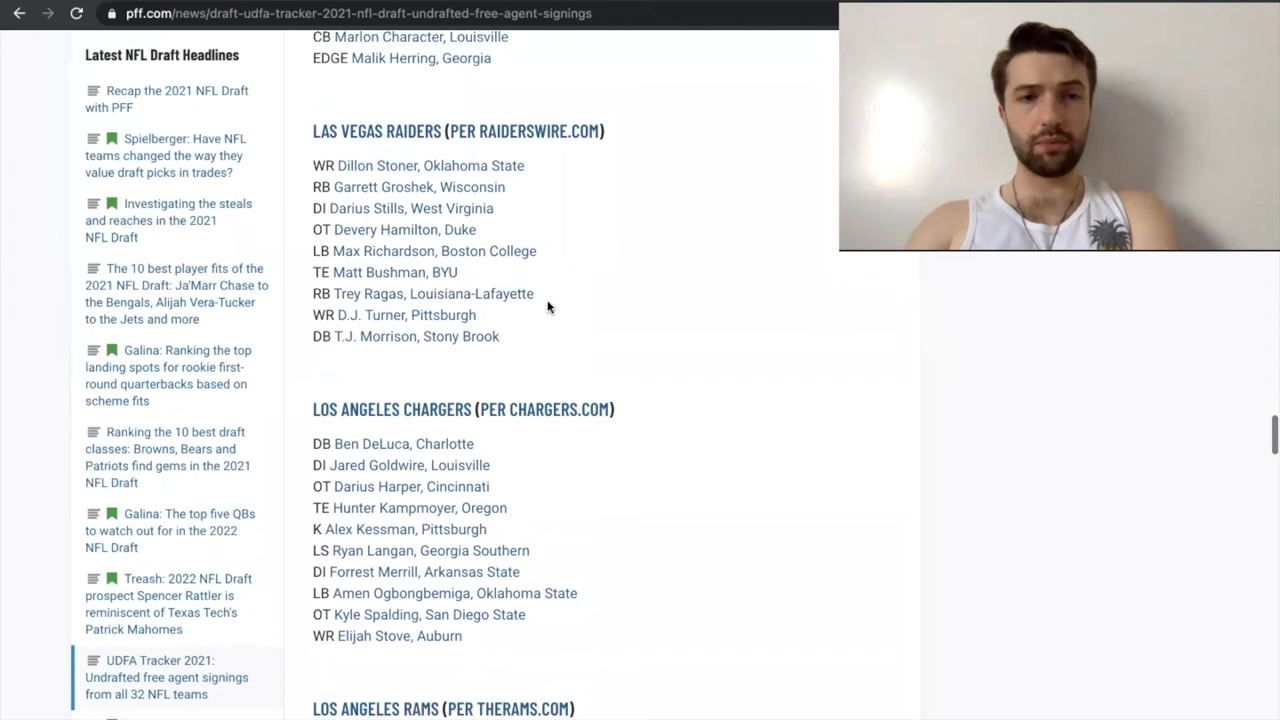 pff.com/news/draft-udfa-tracker-2021-nfl-draft-undrafted-free-agent-signings
Latest NFL Draft Headlines
Recap the 2021 NFL Draft
with PFF
Spielberger: Have NFL
teams changed the way they
value draft picks in trades?
Investigating the steals
and reaches in the 2021
NFL Draft
The 10 best player fits of the
2021 NFL Draft: Ja'Marr Chase to
the Bengals, Alijah Vera-Tucker
to the Jets and more
Galina: Ranking the top
landing spots for rookie first-
round quarterbacks based on
scheme fits
Ranking the 10 best draft
classes: Browns, Bears and
Patriots find gems in the 2021
NFL Draft
Galina: The top five QBs
to watch out for in the 2022
NFL Draft
Treash: 2022 NFL Draft
prospect Spencer Rattler is
reminiscent of Texas Tech's
Patrick Mahomes
UDFA Tracker 2021:
Undrafted free agent signings
from all 32 NFL teams
CB Marlon Character, Louisville
EDGE Malik Herring, Georgia
LAS VEGAS RAIDERS (PER RAIDERSWIRE.COM)
WR Dillon Stoner, Oklahoma State
RB Garrett Groshek, Wisconsin
DI Darius Stills, West Virginia
OT Devery Hamilton, Duke
LB Max Richardson, Boston College
TE Matt Bushman, BYU
RB Trey Ragas, Louisiana-Lafayette
WR D.J. Turner, Pittsburgh
DB T.J. Morrison, Stony Brook
LOS ANGELES CHARGERS (PER CHARGERS.COM)
DB Ben DeLuca, Charlotte
DI Jared Goldwire, Louisville
OT Darius Harper, Cincinnati
TE Hunter Kampmoyer, Oregon
K Alex Kessman, Pittsburgh
LS Ryan Langan, Georgia Southern
DI Forrest Merrill, Arkansas State
LB Amen Ogbongbemiga, Oklahoma State
OT Kyle Spalding, San Diego State
WR Elijah Stove, Auburn
LOS ANGELES RAMS (PER THERAMS.COM)